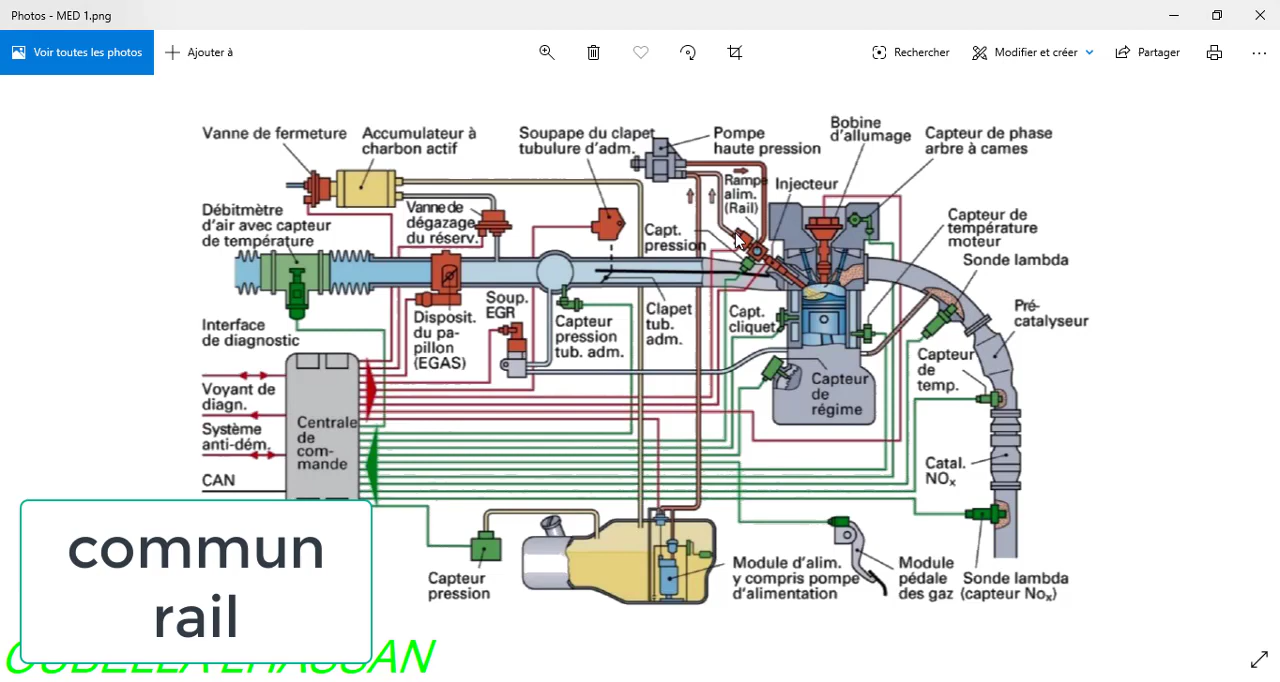 Photos - MED 1.png
Voir toutes les photos
Ajouter à
Rechercher
Modifier et créer
Partager
Vanne de fermeture
Accumulateur à
charbon actif
Soupape du clapet
tubulure d'adm.
Pompe
haute pression
Bobine
d'allumage
Capteur de phase
arbre à cames
Rampe
alim.
(Rail)
Injecteur
Débitmètre
d'air avec capteur
de température
Vanne de
dégazage
du réserv.
Capt.
pression
Capteur de
température
moteur
Sonde lambda
Interface
de diagnostic
Disposit.
du pa-
pillon
(EGAS)
Soup.
EGR
Capteur
pression
tub. adm.
Clapet
tub.
adm.
Capt.
cliquet
Pré-
catalyseur
Capteur
de
temp.
Capteur
de
régime
Voyant de
diagn.
Système
anti-dém.
CAN
Centrale
de
com-
mande
Catal.
NOx
Capteur
pression
Module d'alim.
y compris pompe
d'alimentation
Module
pédale
des gaz
Sonde lambda
(capteur Nox)
commun
rail